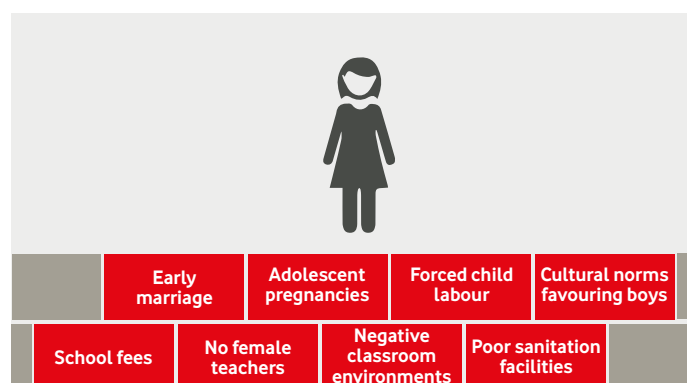 Early
marriage
Adolescent
pregnancies
Forced child
labour
Cultural norms
favouring boys
School fees
No female
teachers
Negative
classroom
environments
Poor sanitation
facilities